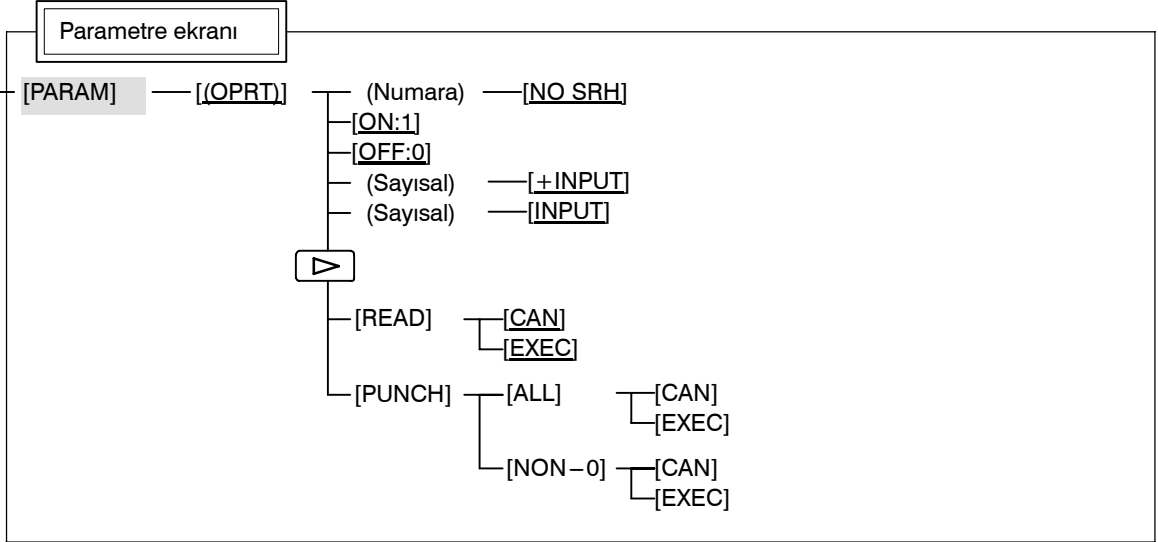 Parametre ekranı
[PARAM] [(OPRT)] (Numara) [NO SRH]
[ON:1]
[OFF:0]
(Sayısal) [+INPUT]
(Sayısal) [INPUT]
[READ] [CAN]
[EXEC]
[PUNCH] [ALL] [CAN]
[EXEC]
[NON−0] [CAN]
[EXEC]